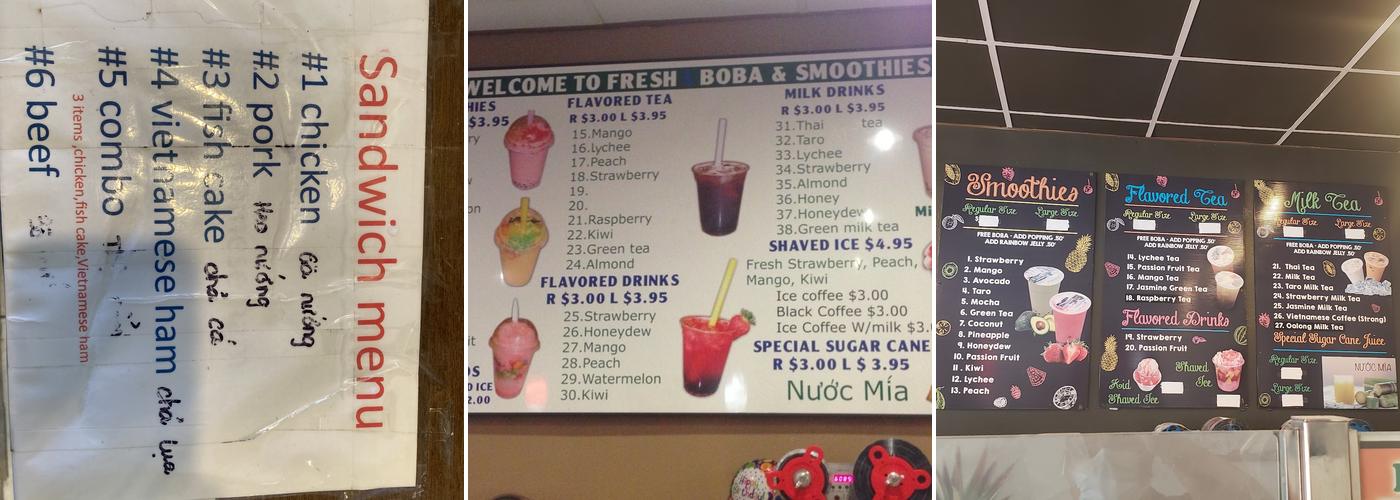 Sandwich menu
#1 chicken gà nướng
#2 pork thịt nướng
#3 fish cake chả cá
#4 vietnamese ham chả lụa
#5 combo
3 items ,chicken,fish cake,Vietnamese ham
#6 beef
WELCOME TO FRESH BOBA & SMOOTHIES
HIES
$3.95
FLAVORED TEA
R $3.00 L $3.95
15.Mango
16.lychee
17.Peach
18.Strawberry
19.
20.
21.Raspberry
22.Kiwi
23.Green tea
24.Almond
FLAVORED DRINKS
R $3.00 L $3.95
25.Strawberry
26.Honeydew
27.Mango
28.Peach
29.Watermelon
30.Kiwi
ICE
2.00
MILK DRINKS
R $3.00 L $3.95
31.Thai tea
32.Taro
33.Lychee
34.Strawberry
35.Almond
36.Honey
37.Honeydew
38.Green milk tea
SHAVED ICE $4.95
Fresh Strawberry, Peach,
Mango, Kiwi
Ice coffee $3.00
Black Coffee $3.00
Ice Coffee W/milk $3.
SPECIAL SUGAR CANE
R $3.00 L $ 3.95
Nước Mía
Smoothies
Regular Size Large Size
FREE BOBA - ADD POPPING .50'
ADD RAINBOW JELLY .50'
1. Strawberry
2. Mango
3. Avocado
4. Taro
5. Mocha
6. Green Tea
7. Coconut
8. Pineapple
9. Honeydew
10. Passion Fruit
11. Kiwi
12. Lychee
13. Peach
Flavored Tea
Regular Size Large Size
FREE BOBA - ADD POPPING .50'
ADD RAINBOW JELLY .50'
14. Lychee Tea
15. Passion Fruit Tea
16. Mango Tea
17. Jasmine Green Tea
18. Raspberry Tea
Flavored Drinks
19. Strawberry
20. Passion Fruit
Shaved Ice
Shaved Ice
Milk Tea
Regular Size Large Size
FREE BOBA - ADD POPPING .50'
ADD RAINBOW JELLY .50'
21. Thai Tea
22. Milk Tea
23. Taro Milk Tea
24. Strawberry Milk Tea
25. Jasmine Milk Tea
26. Vietnamese Coffee (Strong)
27. Oolong Milk Tea
Special Sugar Cane Juice
Regular Size
Large Size
NƯỚC MÍA